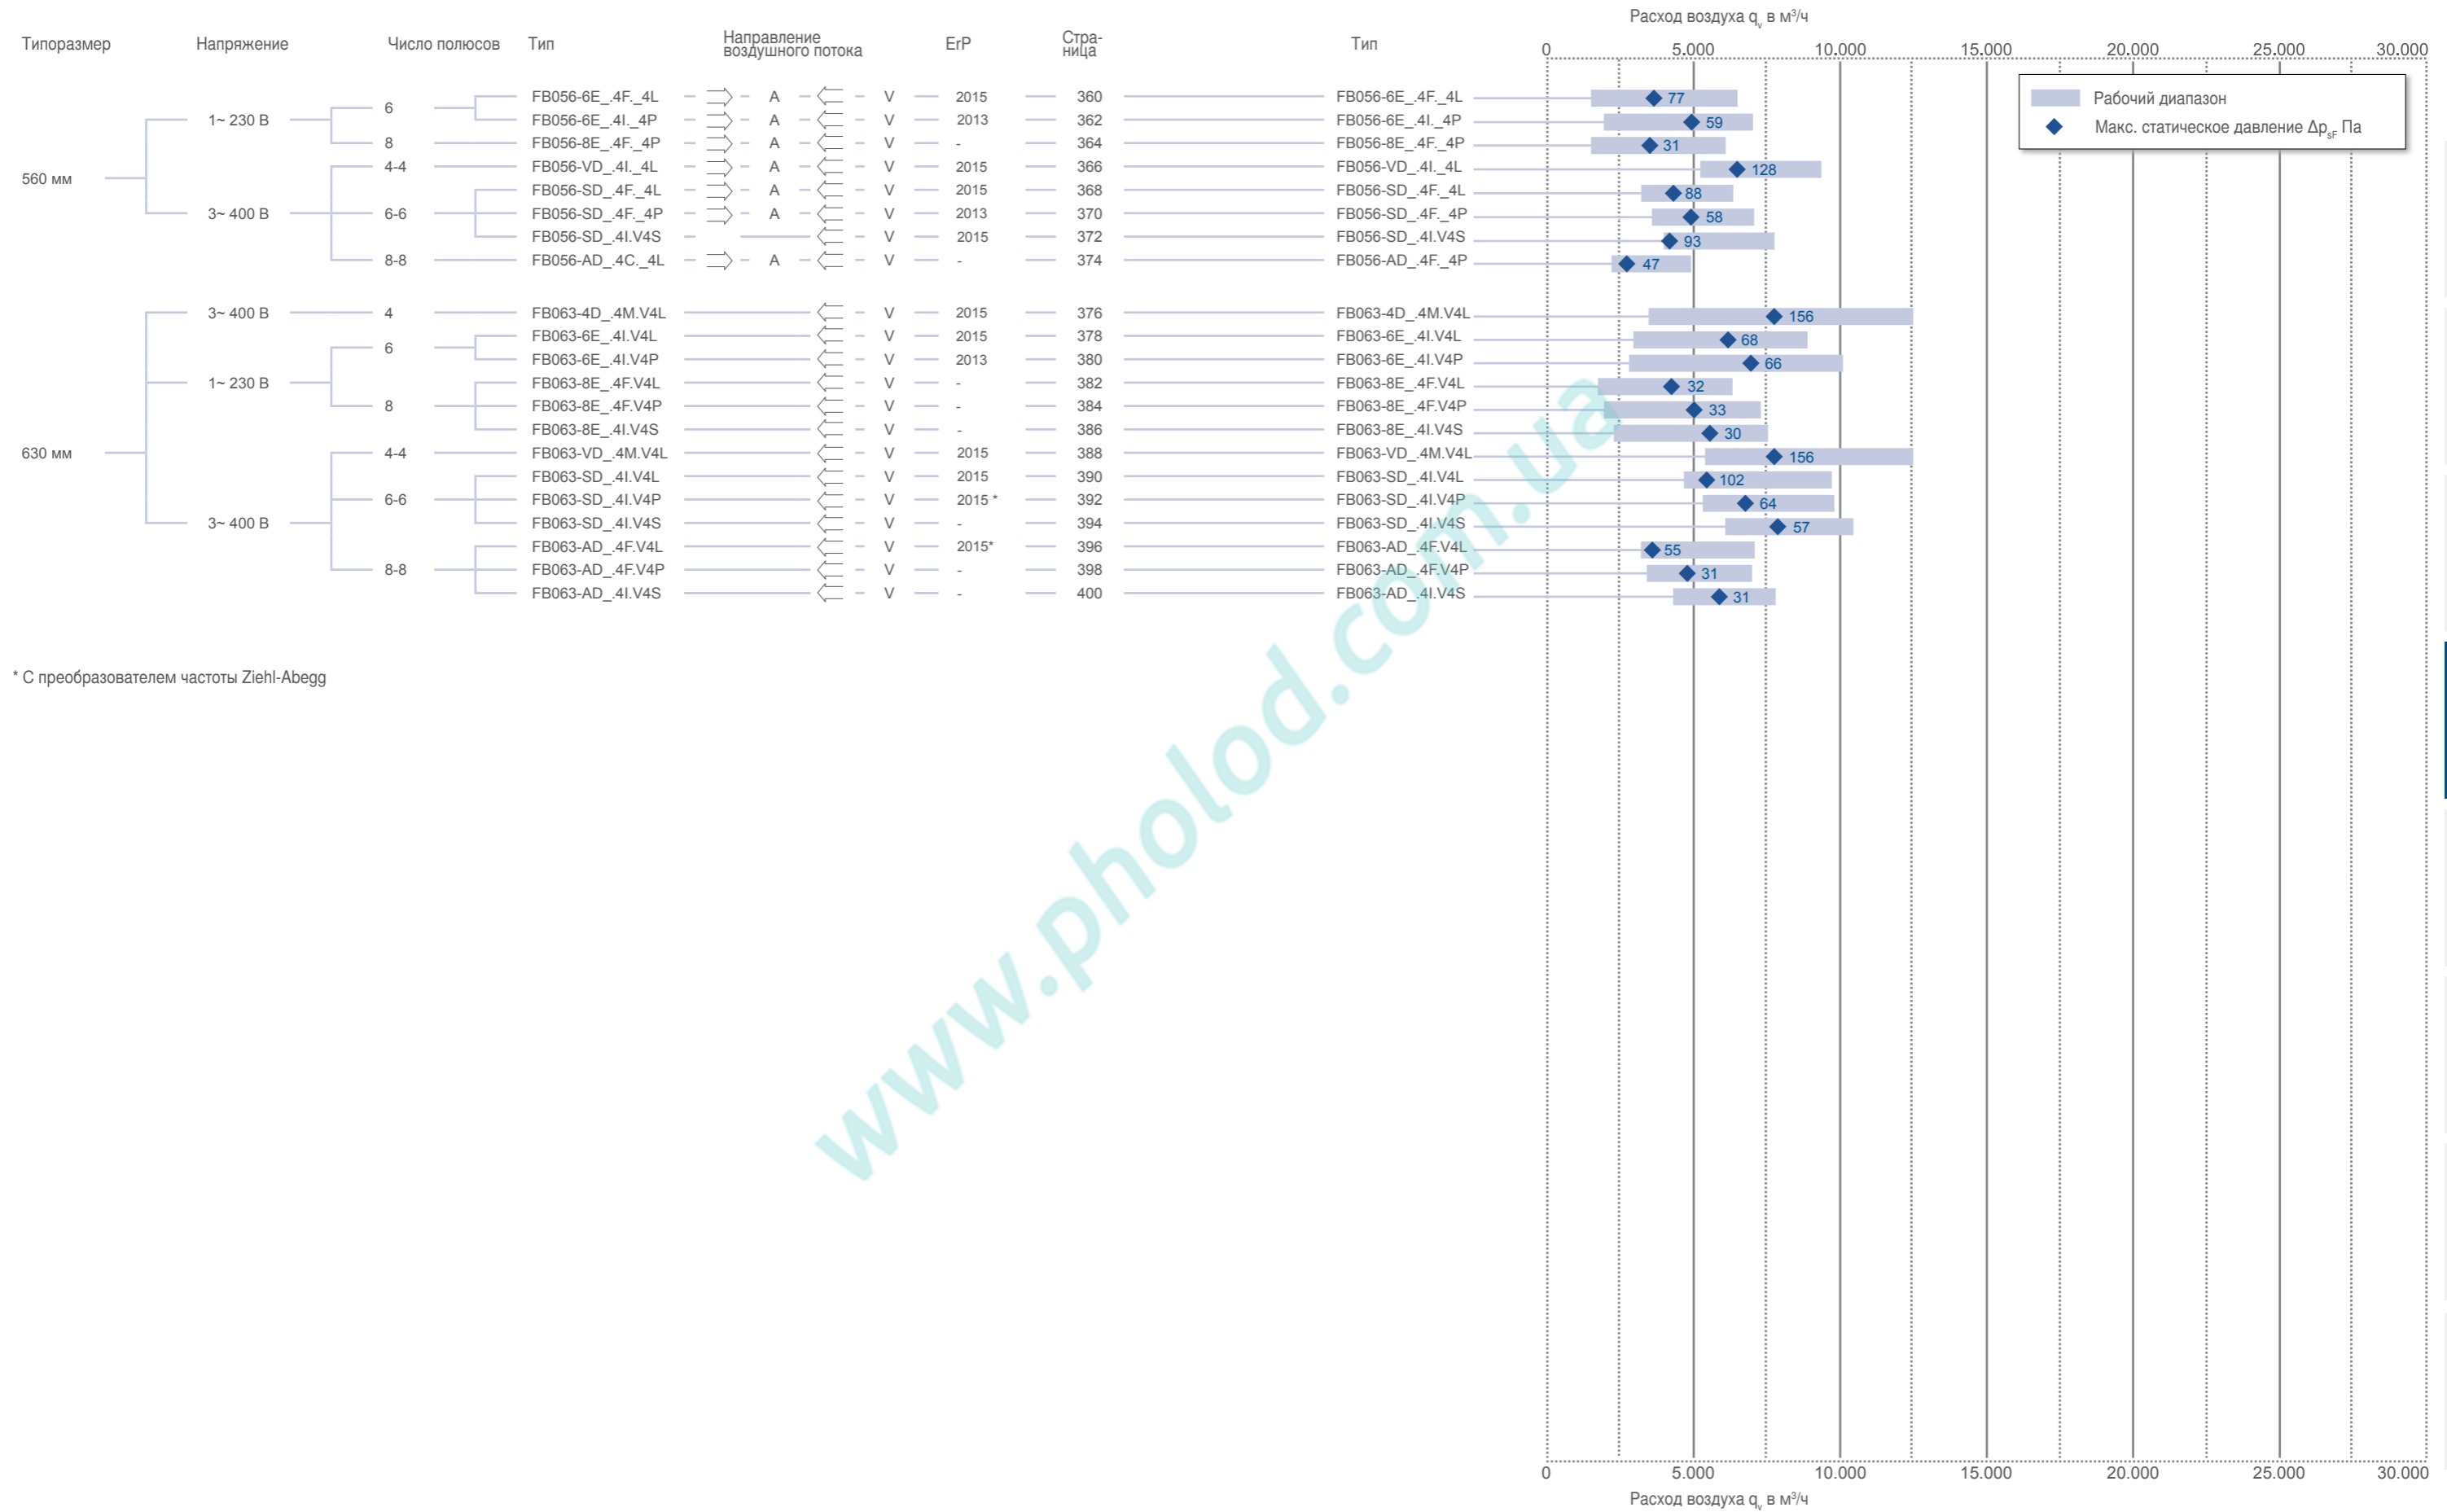 Расход воздуха qv в м³/ч
Типоразмер Напряжение Число полюсов Тип Направление воздушного потока ErP Стра-ница Тип 0 5.000 10.000 15.000 20.000 25.000 30.000
Рабочий диапазон
Макс. статическое давление ΔpsF Па
FB056-6E_.4F._4L A V 2015 360 FB056-6E_.4F._4L 77
6
1~ 230 В FB056-6E_.4I._4P A V 2013 362 FB056-6E_.4I._4P 59
8 FB056-8E_.4F._4P A V - 364 FB056-8E_.4F._4P 31
4-4 FB056-VD_.4I._4L A V 2015 366 FB056-VD_.4I._4L 128
560 мм
FB056-SD_.4F._4L A V 2015 368 FB056-SD_.4F._4L 88
3~ 400 В 6-6 FB056-SD_.4F._4P A V 2013 370 FB056-SD_.4F._4P 58
FB056-SD_.4I.V4S V 2015 372 FB056-SD_.4I.V4S 93
8-8 FB056-AD_.4C._4L A V - 374 FB056-AD_.4F._4P 47
3~ 400 В 4 FB063-4D_.4M.V4L V 2015 376 FB063-4D_.4M.V4L 156
FB063-6E_.4I.V4L V 2015 378 FB063-6E_.4I.V4L 68
6
FB063-6E_.4I.V4P V 2013 380 FB063-6E_.4I.V4P 66
1~ 230 В FB063-8E_.4F.V4L V - 382 FB063-8E_.4F.V4L 32
8 FB063-8E_.4F.V4P V - 384 FB063-8E_.4F.V4P 33
FB063-8E_.4I.V4S V - 386 FB063-8E_.4I.V4S 30
630 мм 4-4 FB063-VD_.4M.V4L V 2015 388 FB063-VD_.4M.V4L 156
FB063-SD_.4I.V4L V 2015 390 FB063-SD_.4I.V4L 102
6-6 FB063-SD_.4I.V4P V 2015 * 392 FB063-SD_.4I.V4P 64
3~ 400 В FB063-SD_.4I.V4S V - 394 FB063-SD_.4I.V4S 57
FB063-AD_.4F.V4L V 2015* 396 FB063-AD_.4F.V4L 55
8-8 FB063-AD_.4F.V4P V - 398 FB063-AD_.4F.V4P 31
FB063-AD_.4I.V4S V - 400 FB063-AD_.4I.V4S 31
* С преобразователем частоты Ziehl-Abegg
www.pholod.com.ua
0 5.000 10.000 15.000 20.000 25.000 30.000
Расход воздуха qv в м³/ч